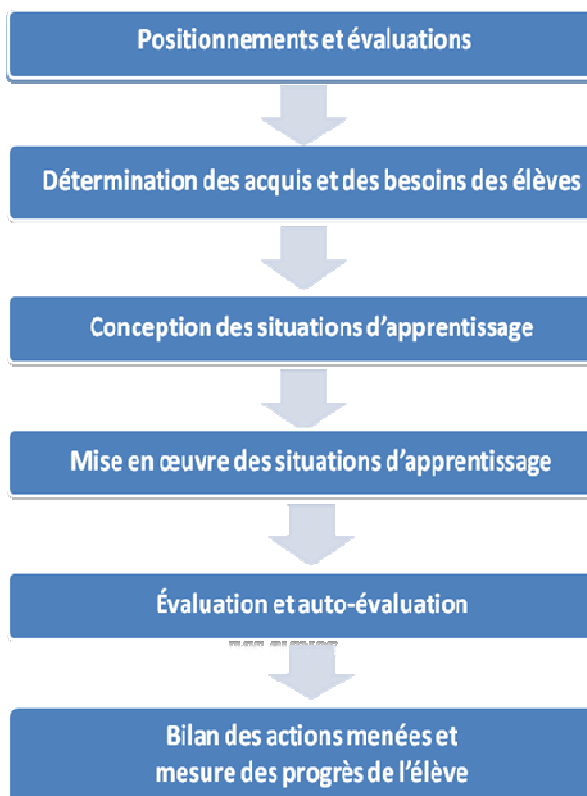 Positionnements et évaluations
Détermination des acquis et des besoins des élèves
Conception des situations d'apprentissage
Mise en œuvre des situations d'apprentissage
Évaluation et auto-évaluation
Bilan des actions menées et
mesure des progrès de l'élève